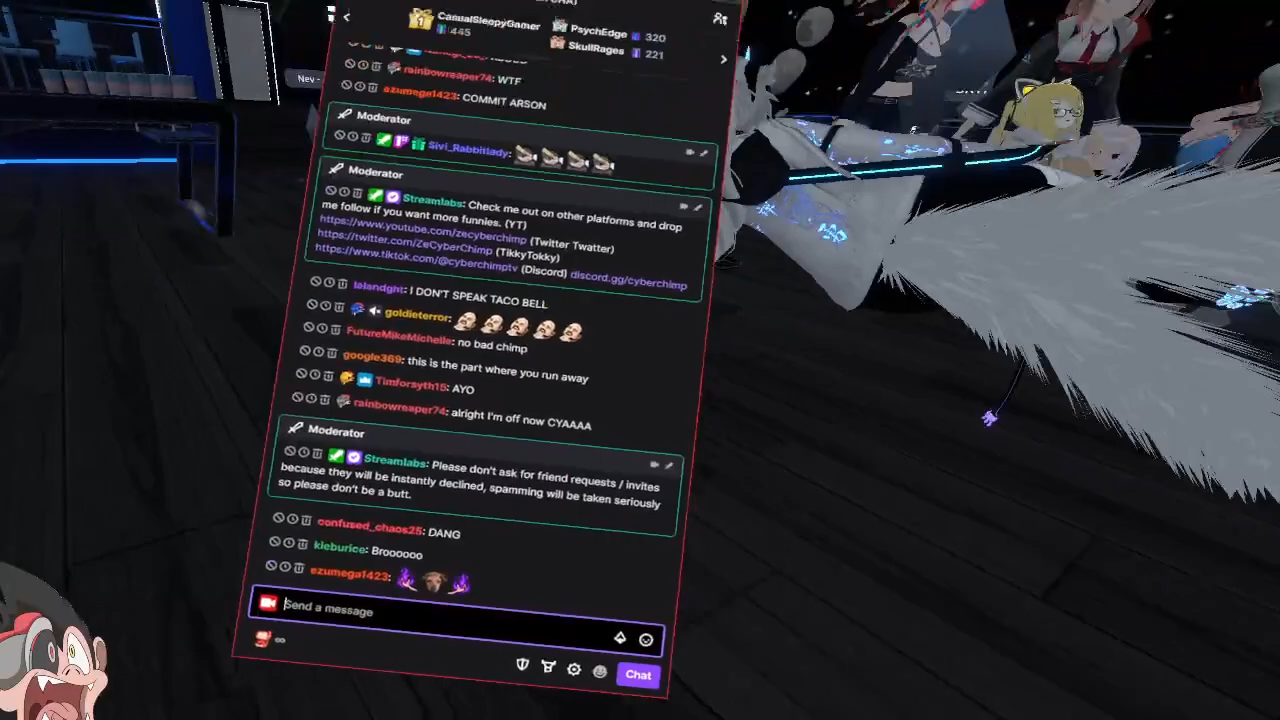 CasualSleepyGamer
445
PsychEdge 320
SkullRages 221
Nev -
rainbowreaper74: WTF
ezumega1423: COMMIT ARSON
Moderator
Sivi_Rabbitlady:
Moderator
Streamlabs: Check me out on other platforms and drop
me follow if you want more funnies. (YT)
https://www.youtube.com/zecyberchimp (Twitter Twatter)
https://twitter.com/ZeCyberChimp (TikkyTokky)
https://www.tiktok.com/@cyberchimptv (Discord) discord.gg/cyberchimp
lelandght: I DON'T SPEAK TACO BELL
goldieterror:
FutureMikeMichelle: no bad chimp
google369: this is the part where you run away
Timforsyth15: AYO
rainbowreaper74: alright I'm off now CYAAAA
Moderator
Streamlabs: Please don't ask for friend requests / invites
because they will be instantly declined, spamming will be taken seriously
so please don't be a butt.
confused_chaos25: DANG
kleburice: Broooooo
ezumega1423:
Send a message
Chat